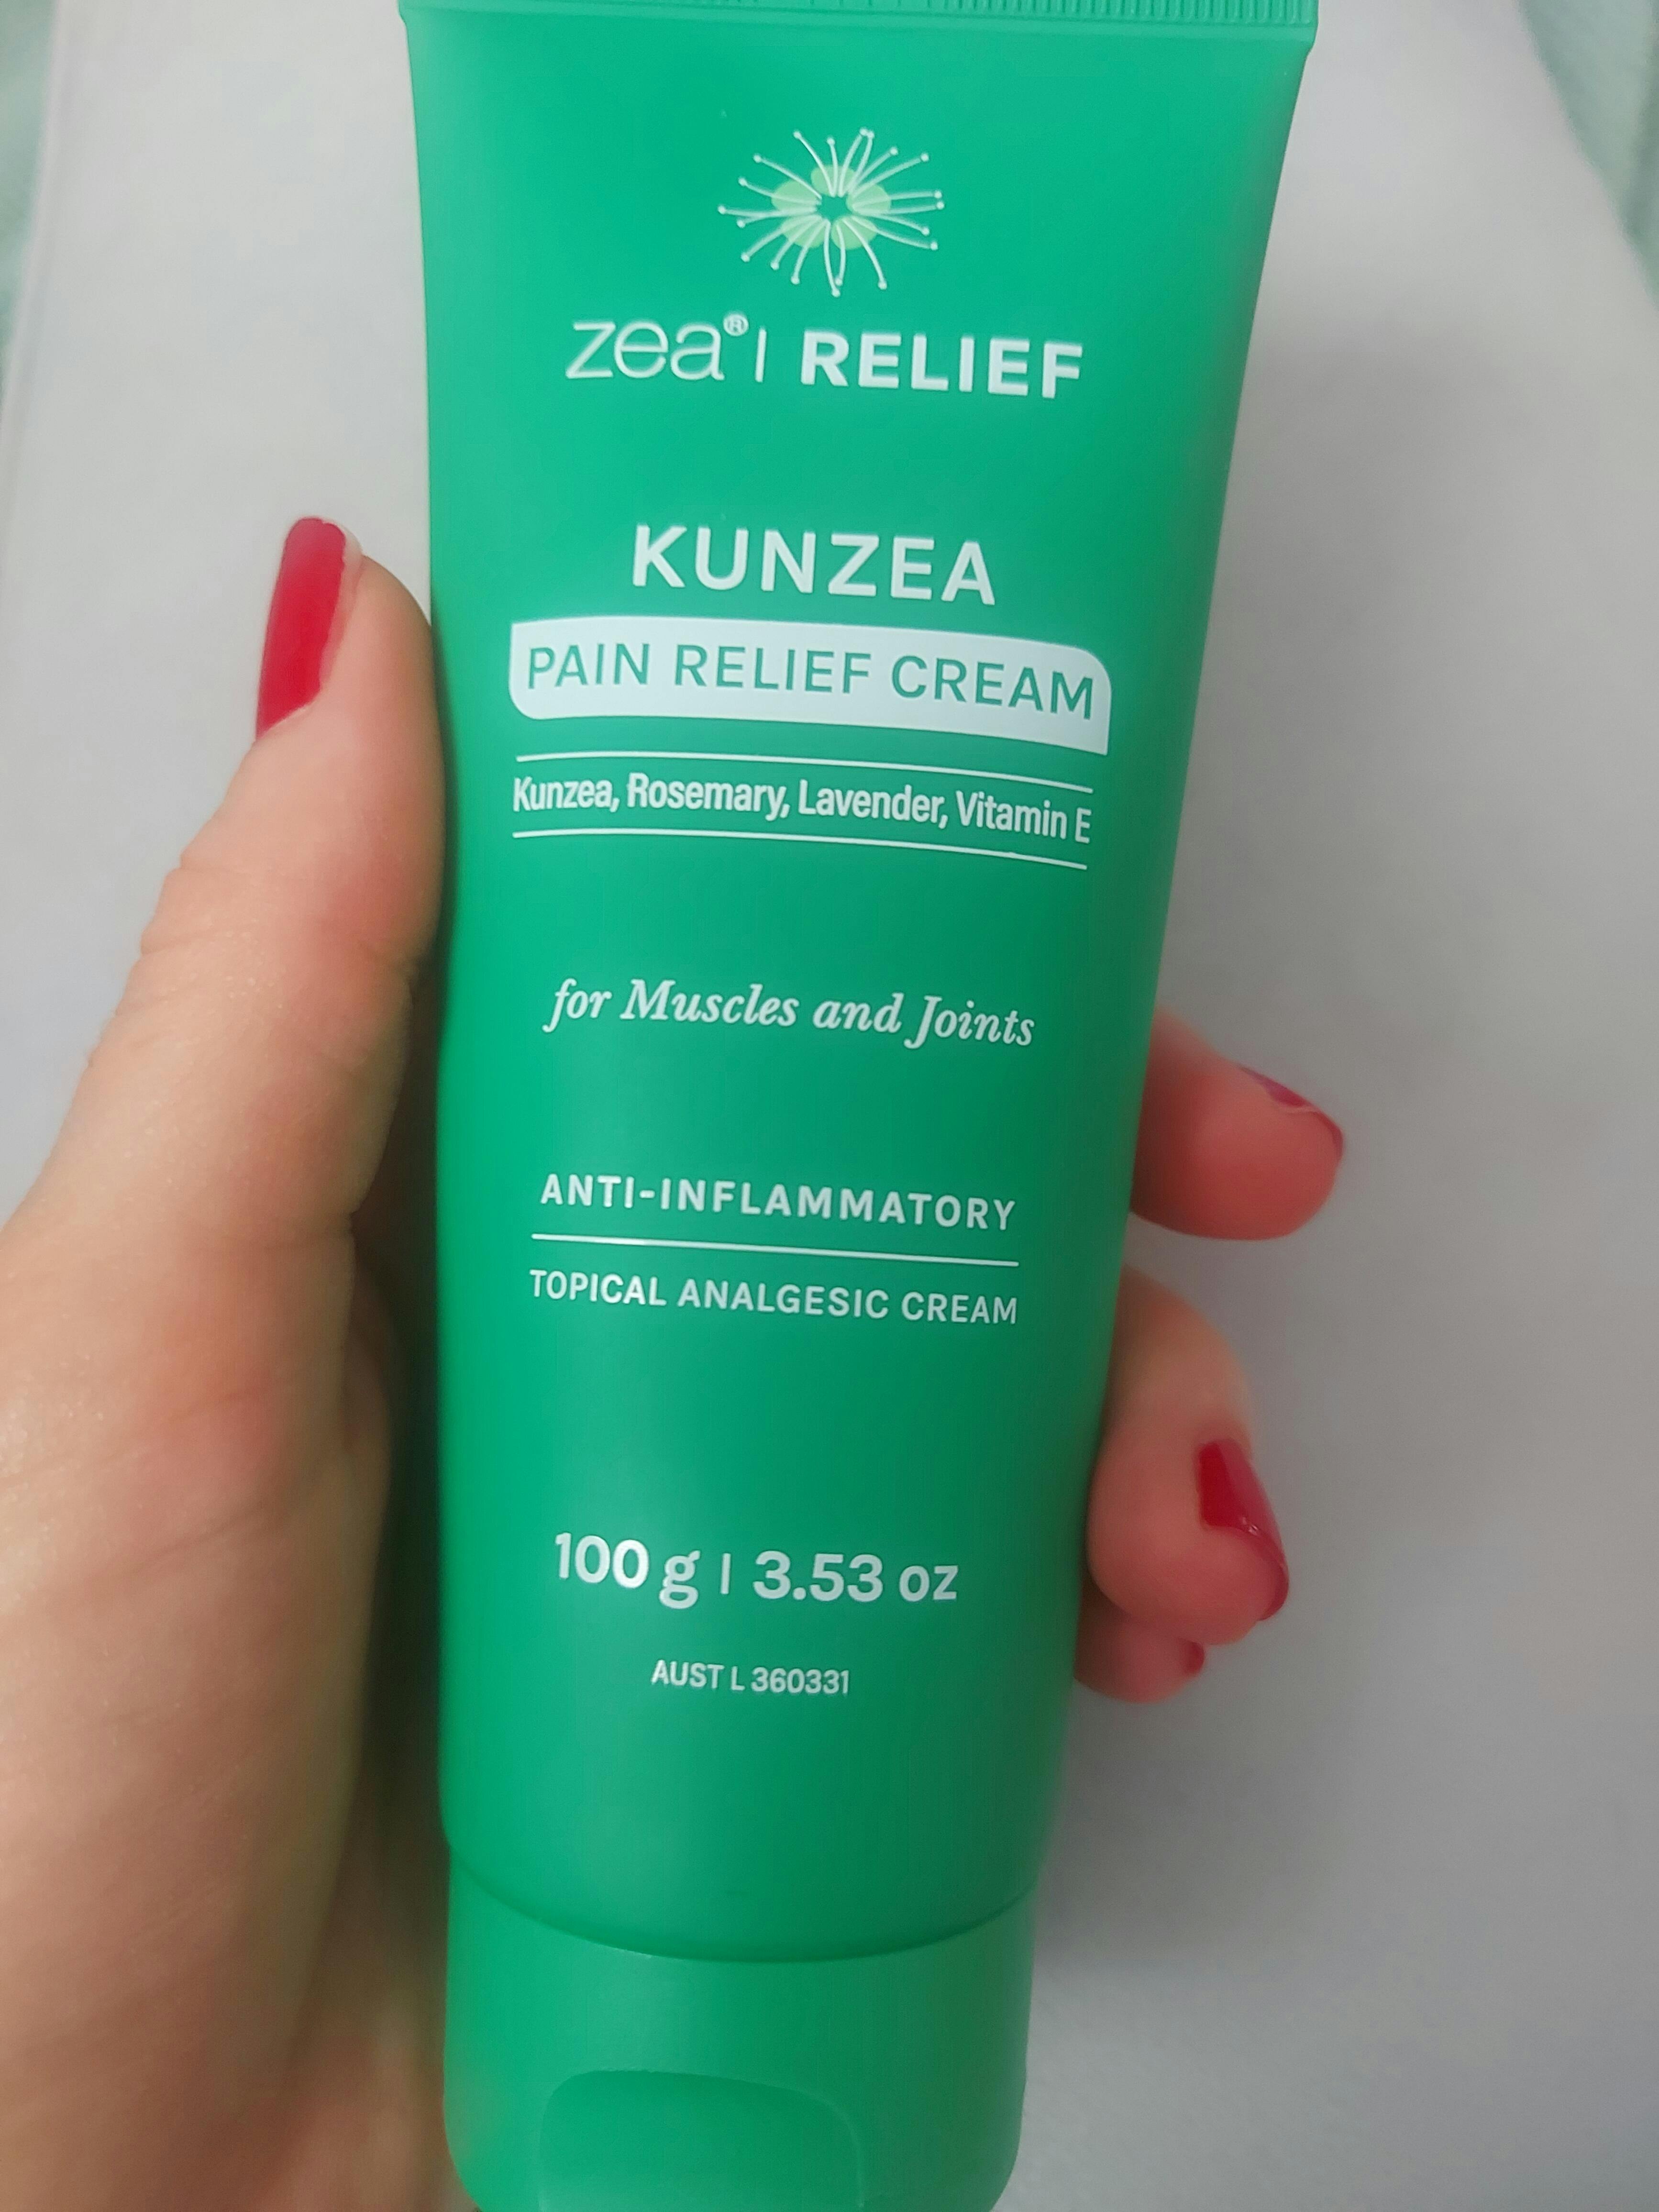 zea® | RELIEF
KUNZEA
PAIN RELIEF CREAM
Kunzea, Rosemary, Lavender, Vitamin E
for Muscles and Joints
ANTI-INFLAMMATORY
TOPICAL ANALGESIC CREAM
100 g | 3.53 oz
AUST L 360331